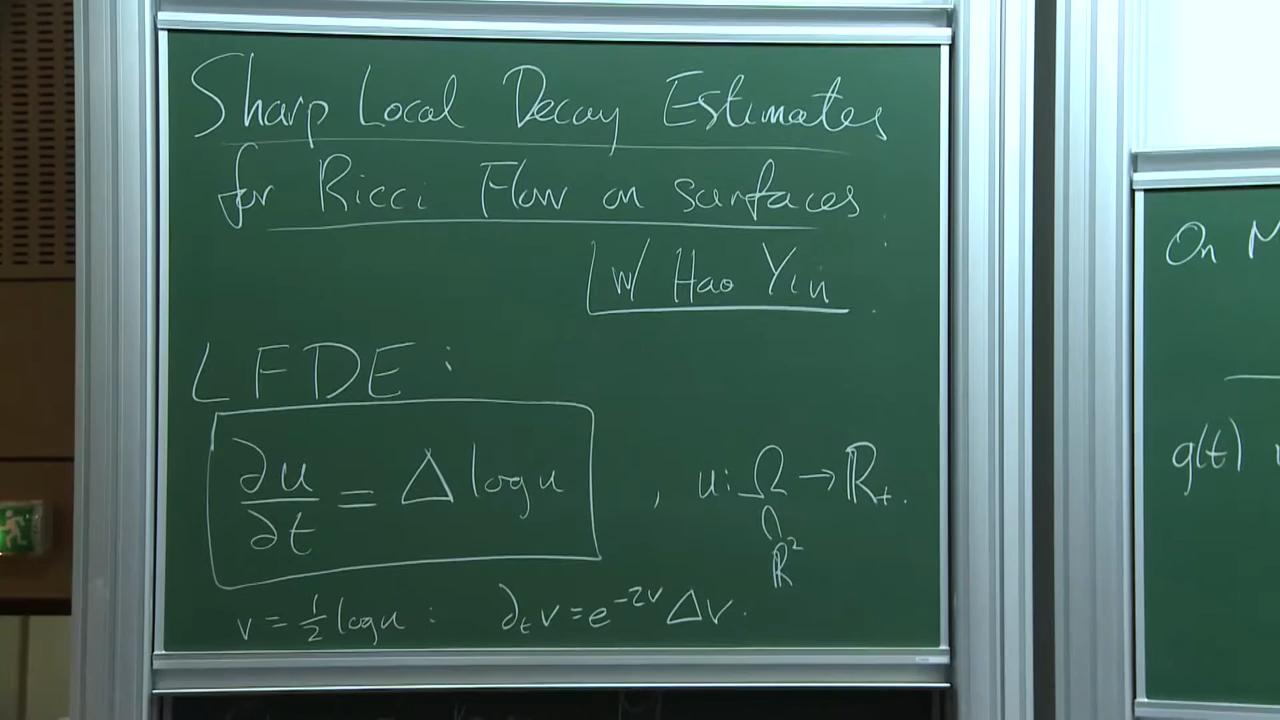 Sharp Local Decay Estimates
for Ricci Flow on surfaces
w/ Hao Yin
LFDE:
∂u/∂t = Δ log u , u: Ω → ℝ₊.
∩
ℝ²
v = ½ log u : ∂ₜv = e^{-2v} Δv.
On M
g(t)